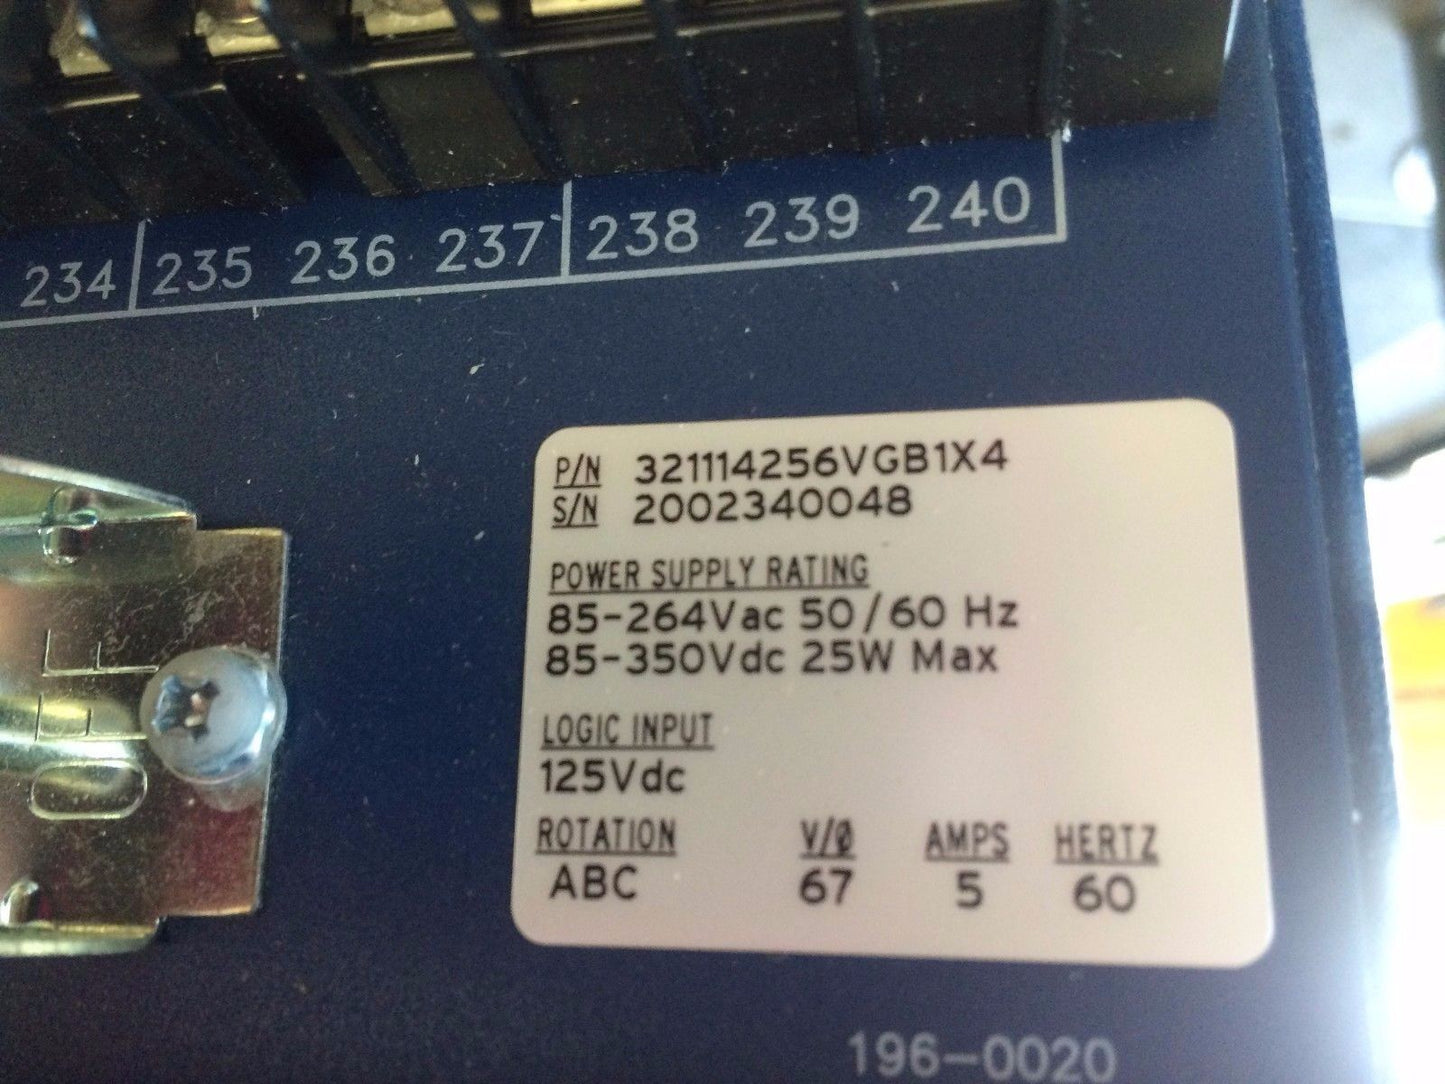 234 235 236 237 238 239 240
P/N 321114256VGB1X4
S/N 2002340048
POWER SUPPLY RATING
85-264Vac 50/60 Hz
85-350Vdc 25W Max
LOGIC INPUT
125Vdc
ROTATION V/Ø AMPS HERTZ
ABC 67 5 60
OFF
196-0020